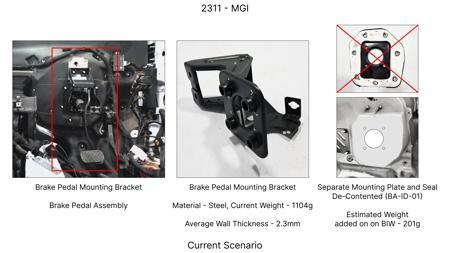 2311 - MGI
Brake Pedal Mounting Bracket
Brake Pedal Assembly
Brake Pedal Mounting Bracket
Material - Steel, Current Weight - 1104g
Average Wall Thickness - 2.3mm
Separate Mounting Plate and Seal
De-Contented (BA-ID-01)
Estimated Weight
added on on BIW - 201g
Current Scenario